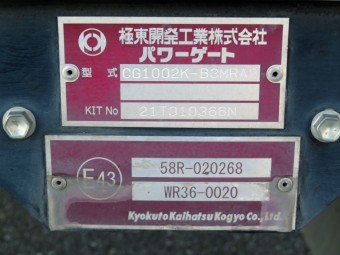 極東開発工業株式会社
パワーゲート
型式 CG1002K-B3MHA
KIT No 21T010366M
E43
58R-020268
WR36-0020
Kyokuto Kaihatsu Kogyo Co., Ltd.